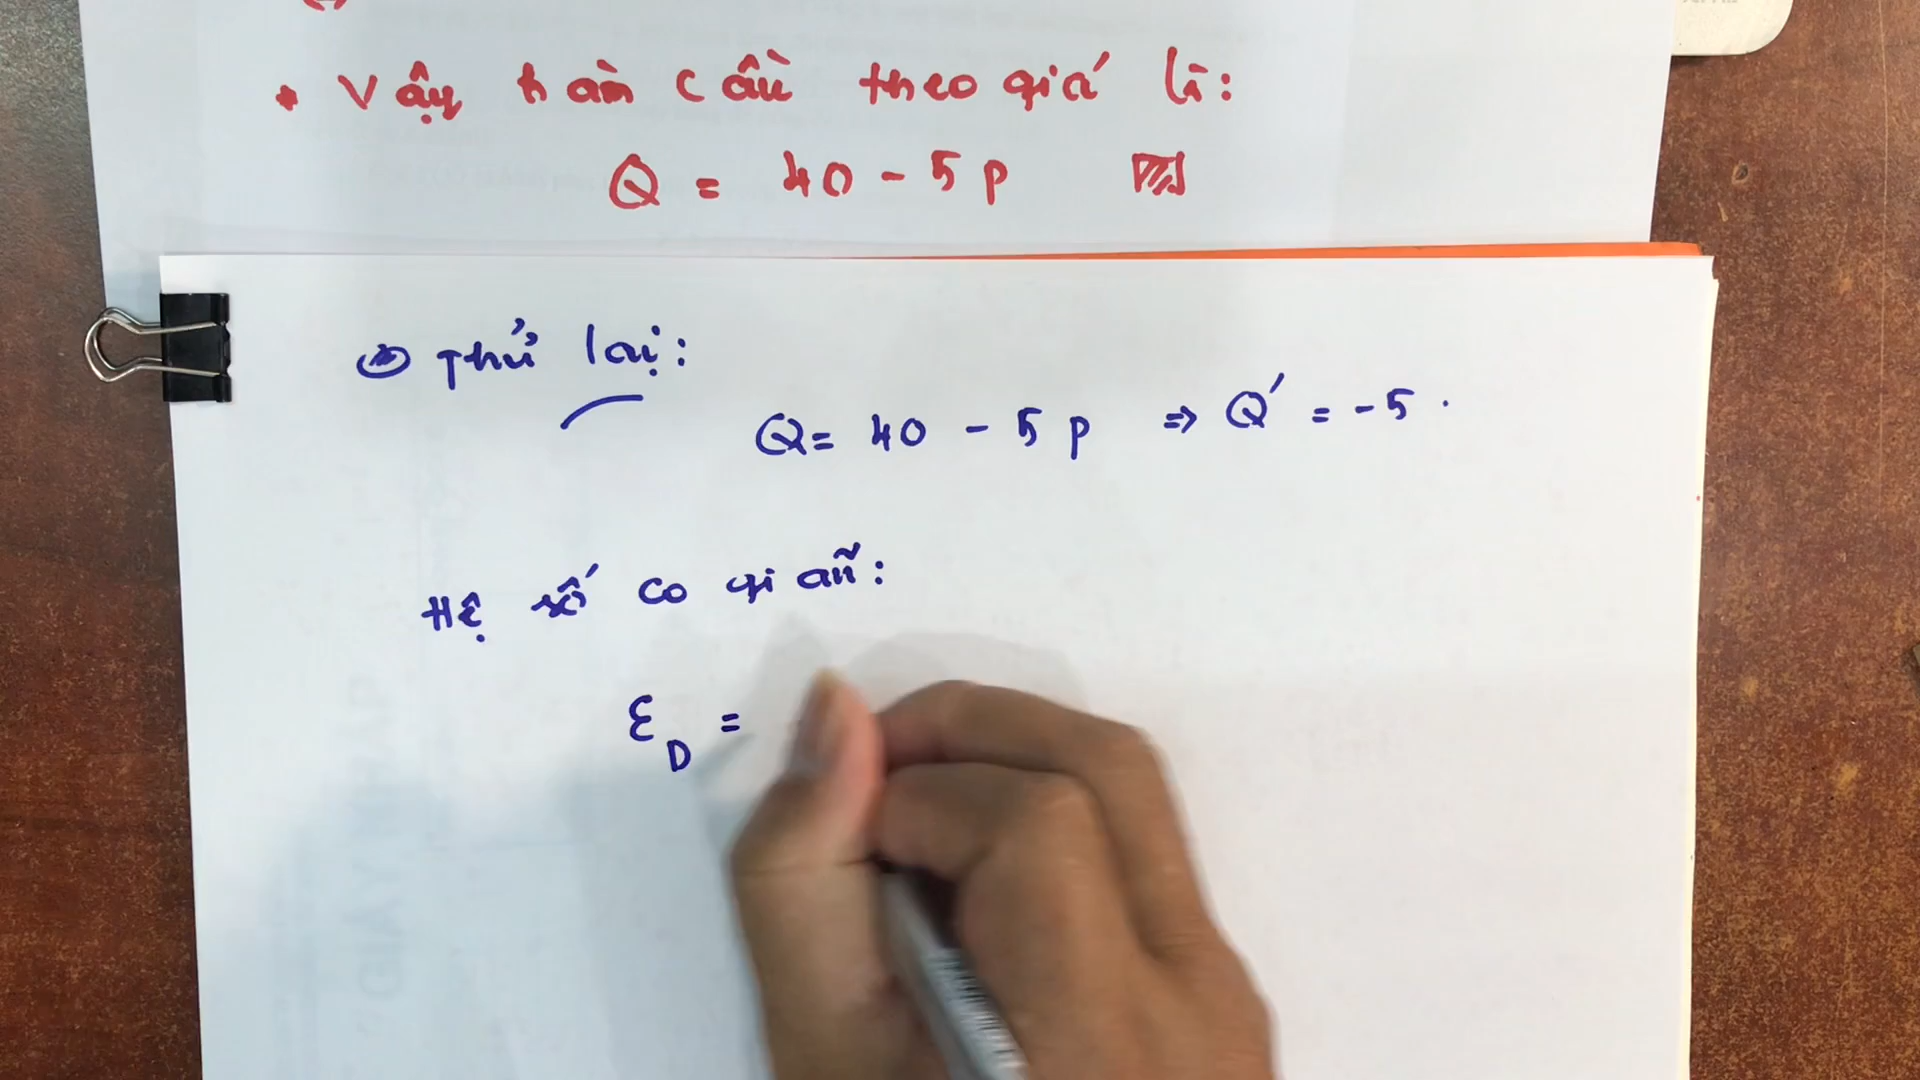 * Vậy hàm cầu theo giá là:
Q = 40 - 5P
Thử lại:
Q = 40 - 5P => Q' = -5.
Hệ số co giãn:
ε_D =